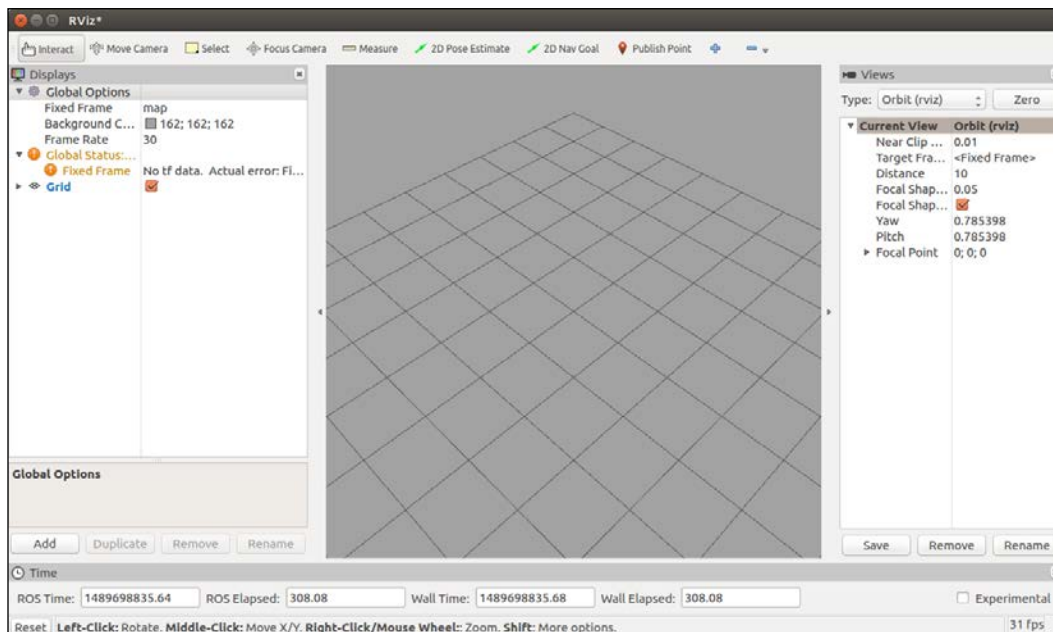 RViz*
Interact Move Camera Select Focus Camera Measure 2D Pose Estimate 2D Nav Goal Publish Point
Displays
Global Options
Fixed Frame map
Background C... 162; 162; 162
Frame Rate 30
Global Status:...
Fixed Frame No tf data. Actual error: Fi...
Grid
Global Options
Add Duplicate Remove Rename
Views
Type: Orbit (rviz) Zero
Current View Orbit (rviz)
Near Clip ... 0.01
Target Fra... <Fixed Frame>
Distance 10
Focal Shap... 0.05
Focal Shap...
Yaw 0.785398
Pitch 0.785398
Focal Point 0; 0; 0
Save Remove Rename
Time
ROS Time: 1489698835.64 ROS Elapsed: 308.08 Wall Time: 1489698835.68 Wall Elapsed: 308.08 Experimental
Reset Left-Click: Rotate. Middle-Click: Move X/Y. Right-Click/Mouse Wheel:: Zoom. Shift: More options. 31 fps